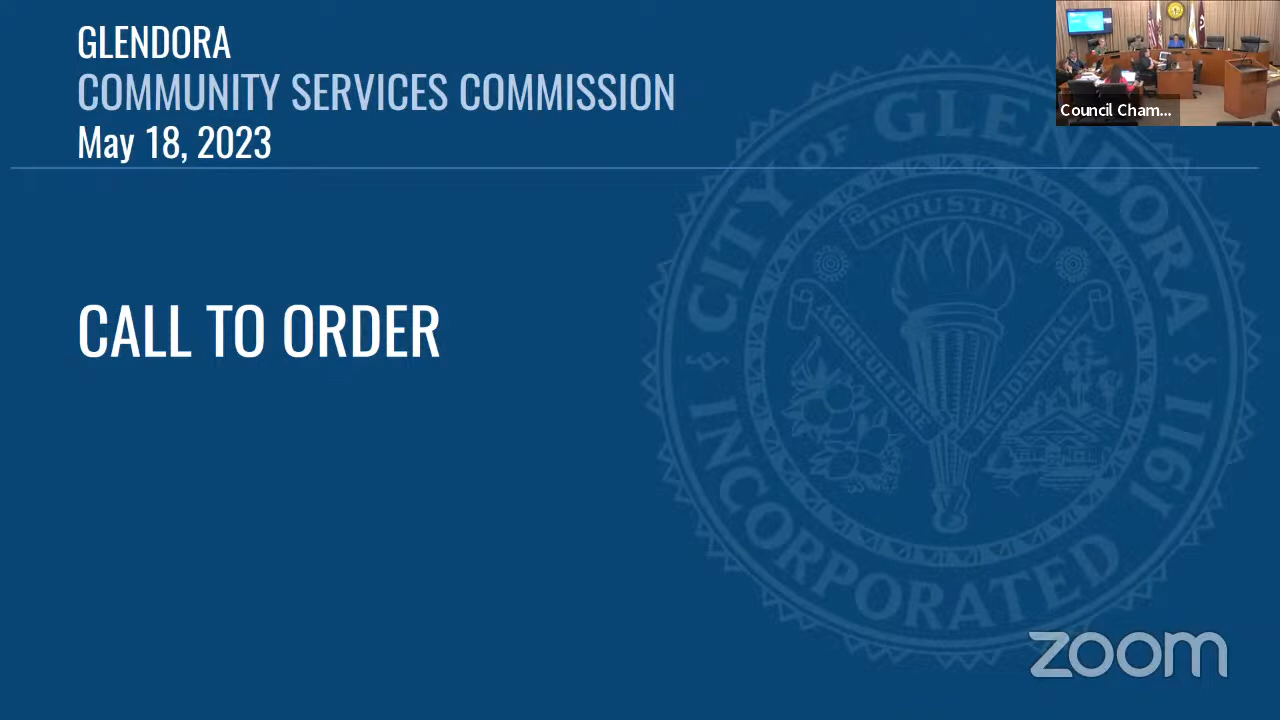 GLENDORA
COMMUNITY SERVICES COMMISSION
May 18, 2023
Council Cham...
CALL TO ORDER
CITY OF GLENDORA
INCORPORATED 1911
INDUSTRY
AGRICULTURE
RESIDENTIAL
zoom